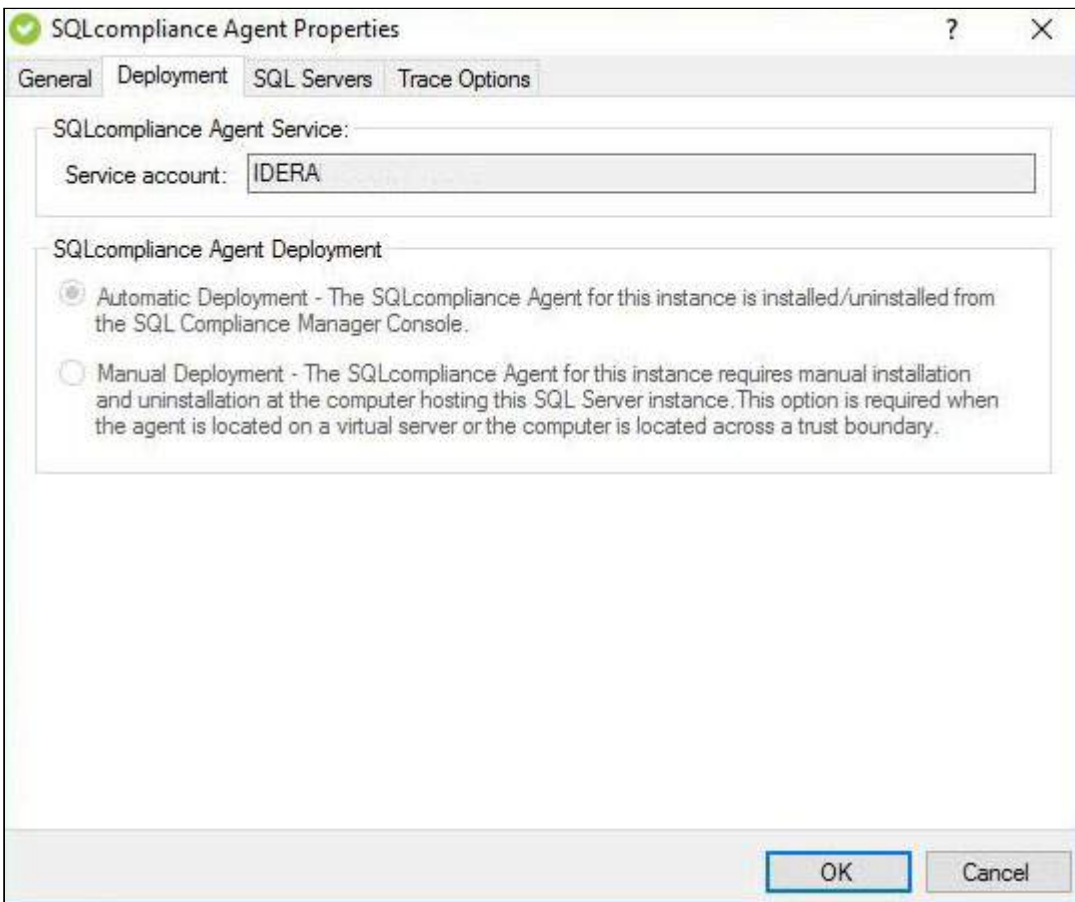 SQLcompliance Agent Properties
?
General Deployment SQL Servers Trace Options
SQLcompliance Agent Service:
Service account: IDERA
SQLcompliance Agent Deployment
Automatic Deployment - The SQLcompliance Agent for this instance is installed/uninstalled from
the SQL Compliance Manager Console.
Manual Deployment - The SQLcompliance Agent for this instance requires manual installation
and uninstallation at the computer hosting this SQL Server instance.This option is required when
the agent is located on a virtual server or the computer is located across a trust boundary.
OK Cancel